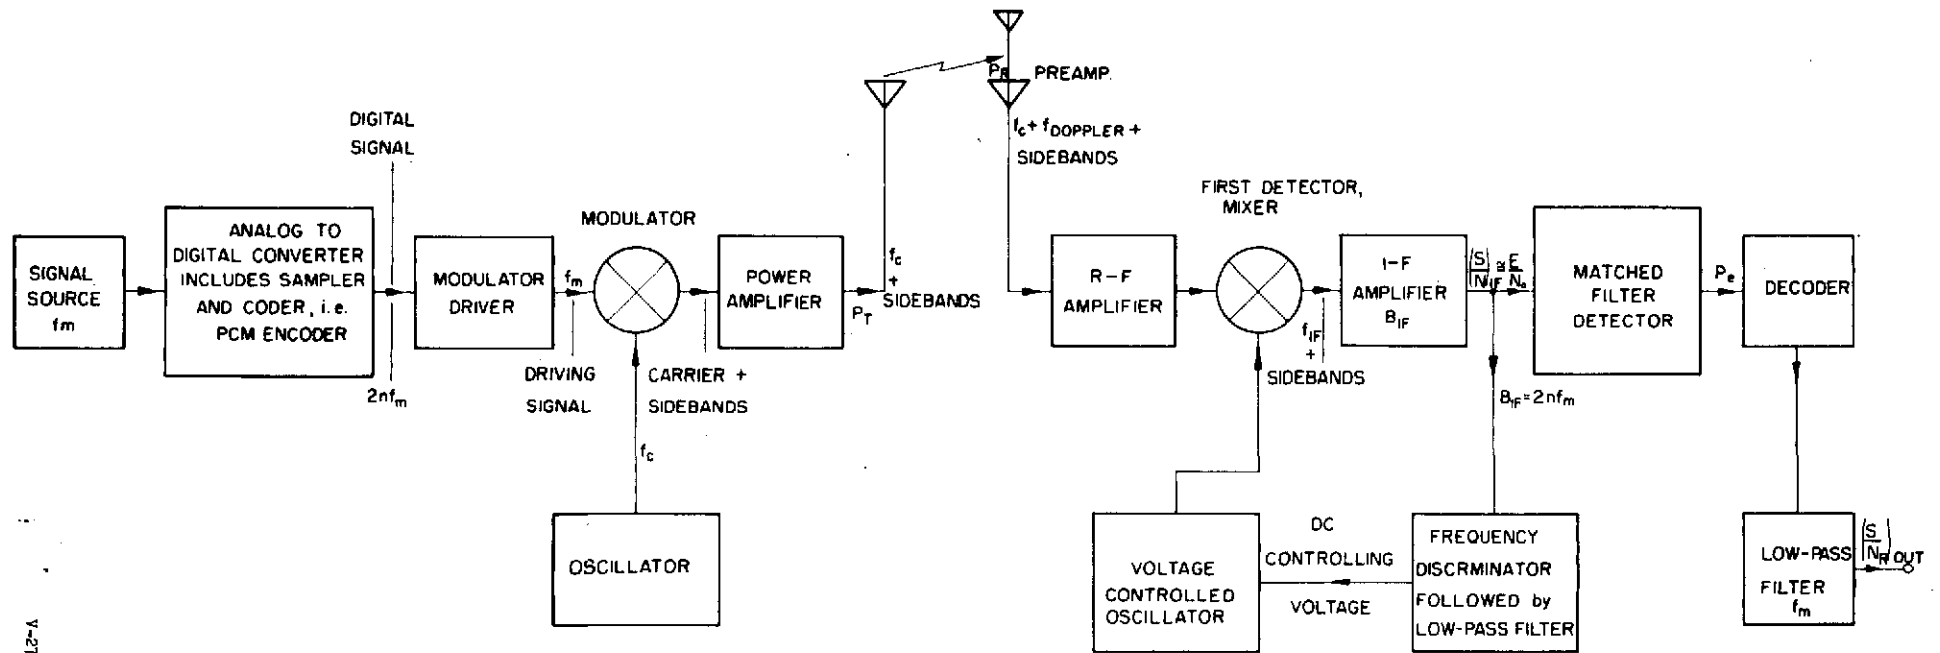 SIGNAL
SOURCE
fm
ANALOG TO
DIGITAL CONVERTER
INCLUDES SAMPLER
AND CODER, i.e.
PCM ENCODER
DIGITAL
SIGNAL
2nfm
MODULATOR
DRIVER
fm
DRIVING
SIGNAL
MODULATOR
CARRIER +
SIDEBANDS
fc
OSCILLATOR
POWER
AMPLIFIER
PT
fc
+
SIDEBANDS
PR
PREAMP.
fc + fDOPPLER +
SIDEBANDS
R-F
AMPLIFIER
FIRST DETECTOR,
MIXER
fIF
+
SIDEBANDS
I-F
AMPLIFIER
BIF
(S/N)IF ≅ E/No
BIF = 2nfm
MATCHED
FILTER
DETECTOR
Pe
DECODER
VOLTAGE
CONTROLLED
OSCILLATOR
DC
CONTROLLING
VOLTAGE
FREQUENCY
DISCRMINATOR
FOLLOWED by
LOW-PASS FILTER
LOW-PASS
FILTER
fm
(S/NR) OUT
V-27